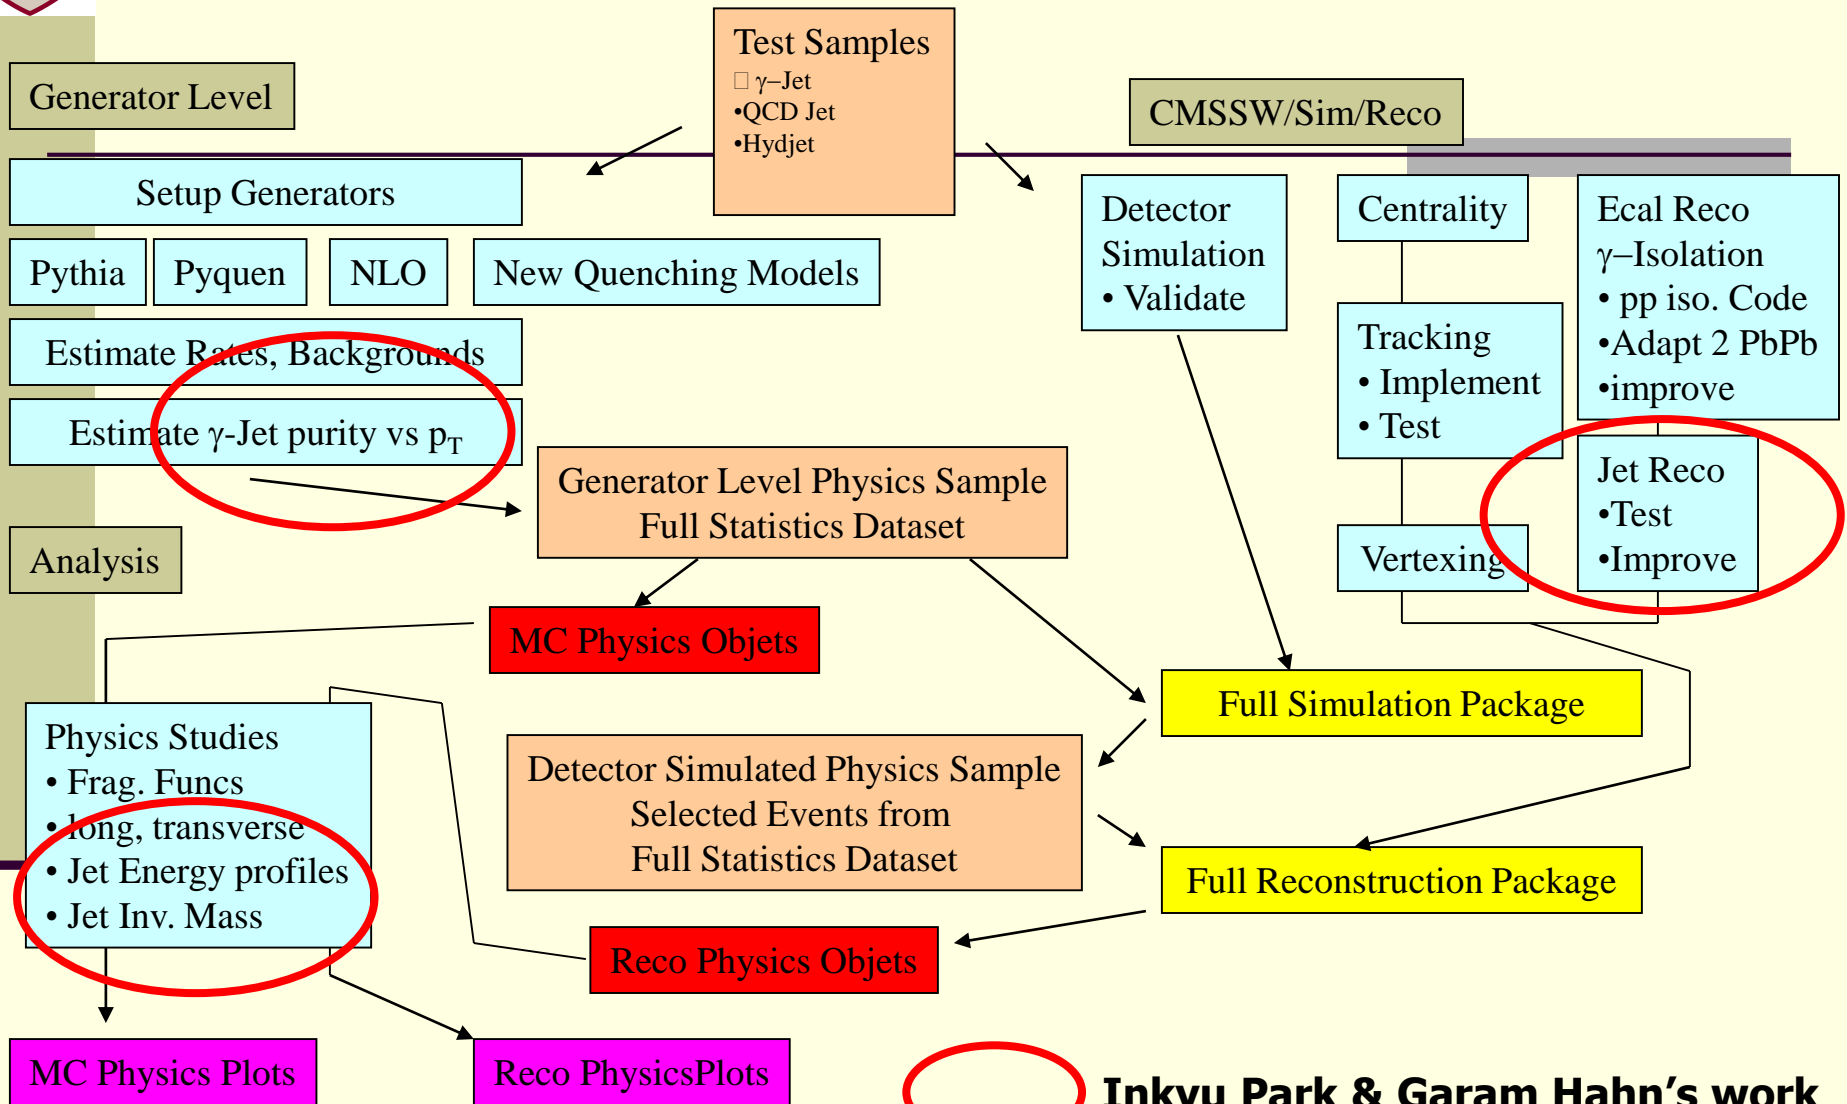 Test Samples
γ–Jet
•QCD Jet
•Hydjet
Generator Level
CMSSW/Sim/Reco
Setup Generators
Pythia
Pyquen
NLO
New Quenching Models
Estimate Rates, Backgrounds
Estimate γ-Jet purity vs pT
Detector
Simulation
• Validate
Centrality
Tracking
• Implement
• Test
Vertexing
Ecal Reco
γ–Isolation
• pp iso. Code
•Adapt 2 PbPb
•improve
Jet Reco
•Test
•Improve
Generator Level Physics Sample
Full Statistics Dataset
Analysis
MC Physics Objets
Full Simulation Package
Physics Studies
• Frag. Funcs
• long, transverse
• Jet Energy profiles
• Jet Inv. Mass
Detector Simulated Physics Sample
Selected Events from
Full Statistics Dataset
Full Reconstruction Package
Reco Physics Objets
MC Physics Plots
Reco PhysicsPlots
Inkyu Park & Garam Hahn's work